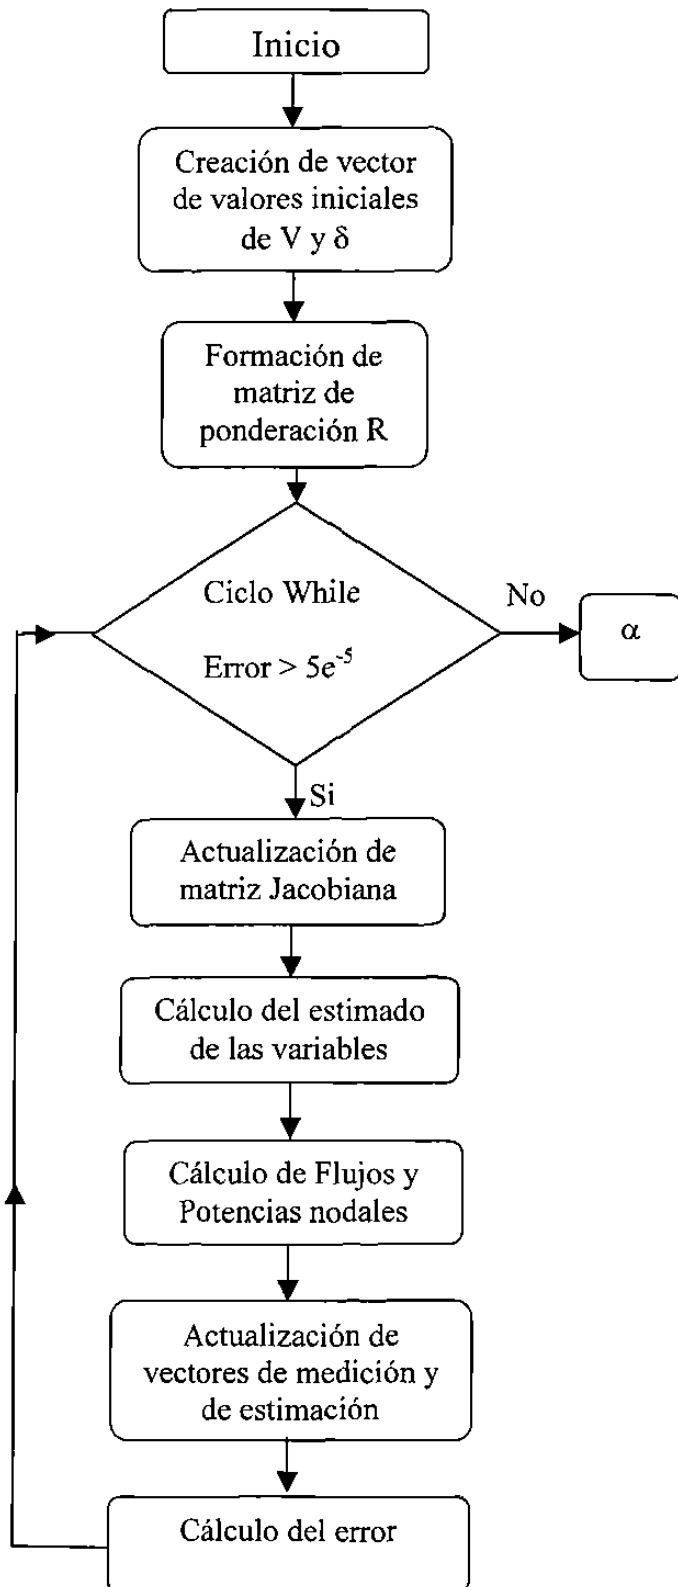 Inicio
Creación de vector
de valores iniciales
de V y δ
Formación de
matriz de
ponderación R
Ciclo While
Error > 5e⁻⁵
No
α
Si
Actualización de
matriz Jacobiana
Cálculo del estimado
de las variables
Cálculo de Flujos y
Potencias nodales
Actualización de
vectores de medición y
de estimación
Cálculo del error